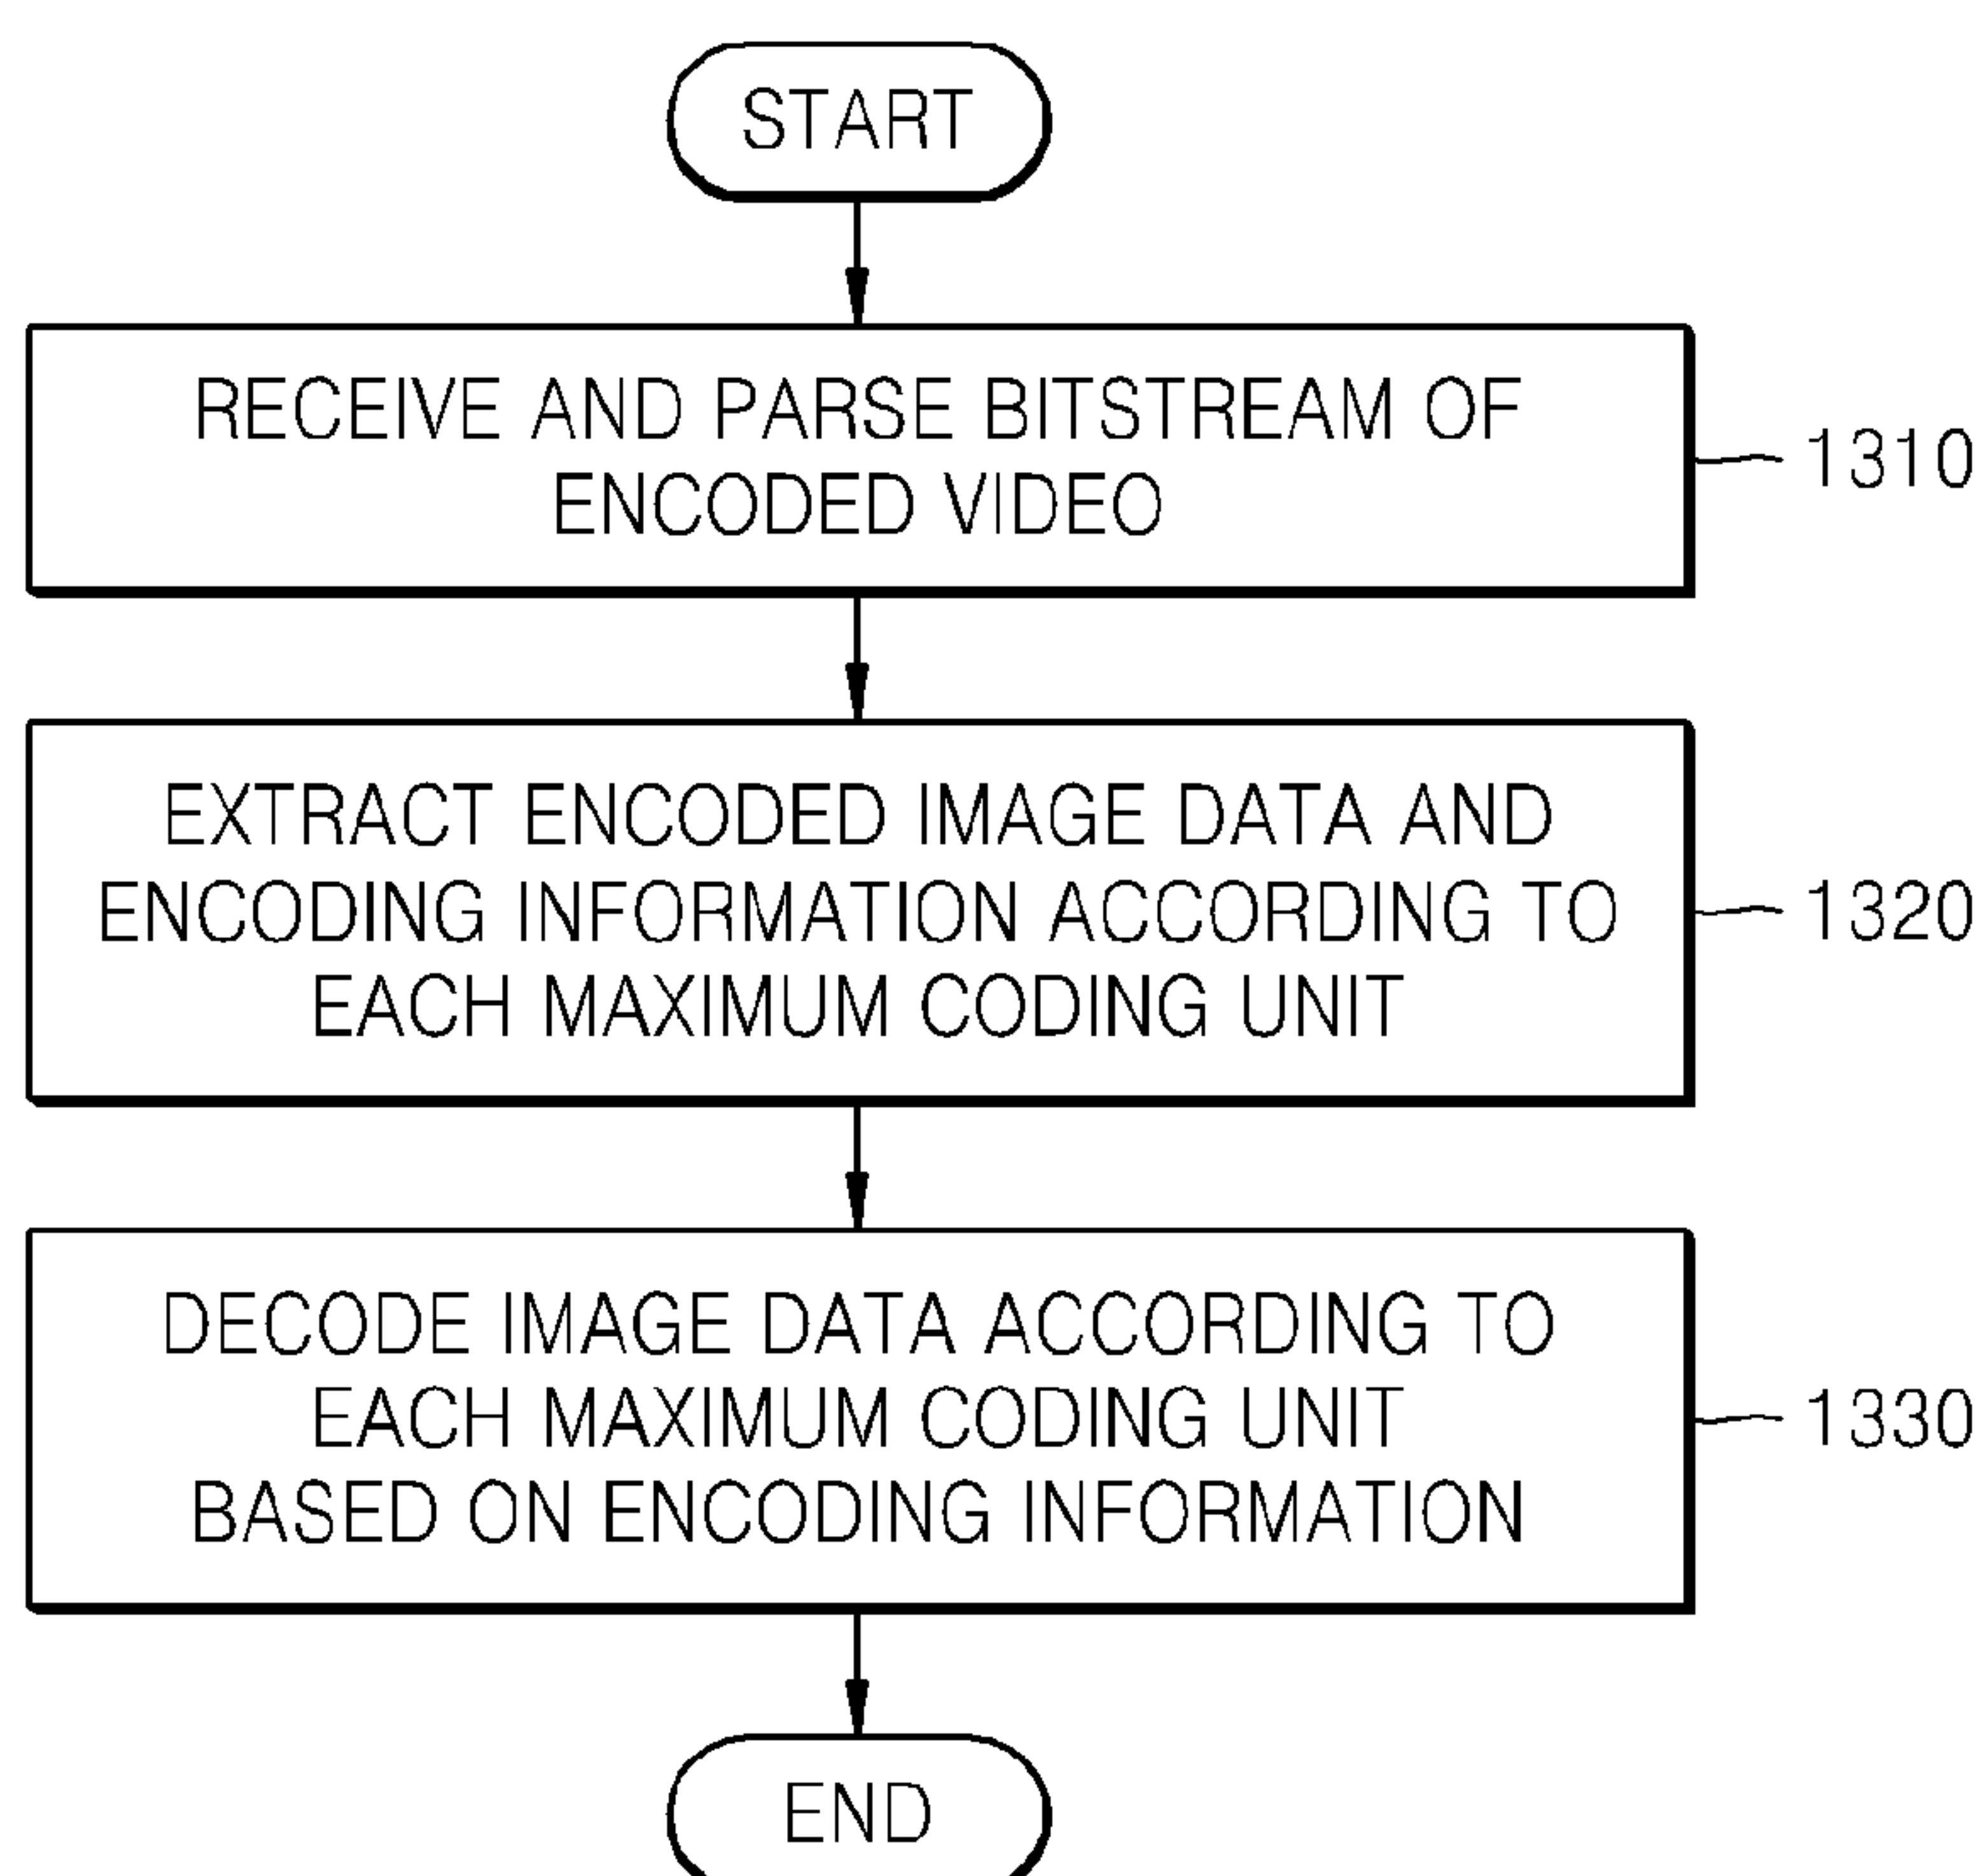 START
RECEIVE AND PARSE BITSTREAM OF
ENCODED VIDEO
1310
EXTRACT ENCODED IMAGE DATA AND
ENCODING INFORMATION ACCORDING TO
EACH MAXIMUM CODING UNIT
1320
DECODE IMAGE DATA ACCORDING TO
EACH MAXIMUM CODING UNIT
BASED ON ENCODING INFORMATION
1330
END